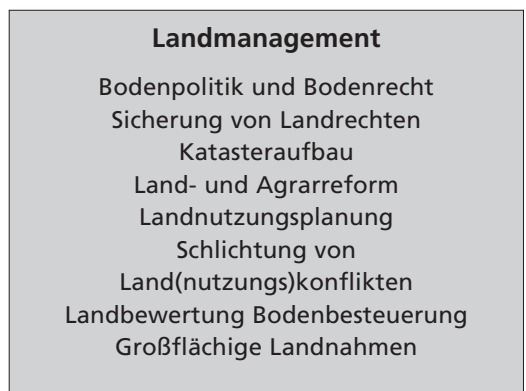 Landmanagement
Bodenpolitik und Bodenrecht
Sicherung von Landrechten
Katasteraufbau
Land- und Agrarreform
Landnutzungsplanung
Schlichtung von
Land(nutzungs)konflikten
Landbewertung Bodenbesteuerung
Großflächige Landnahmen